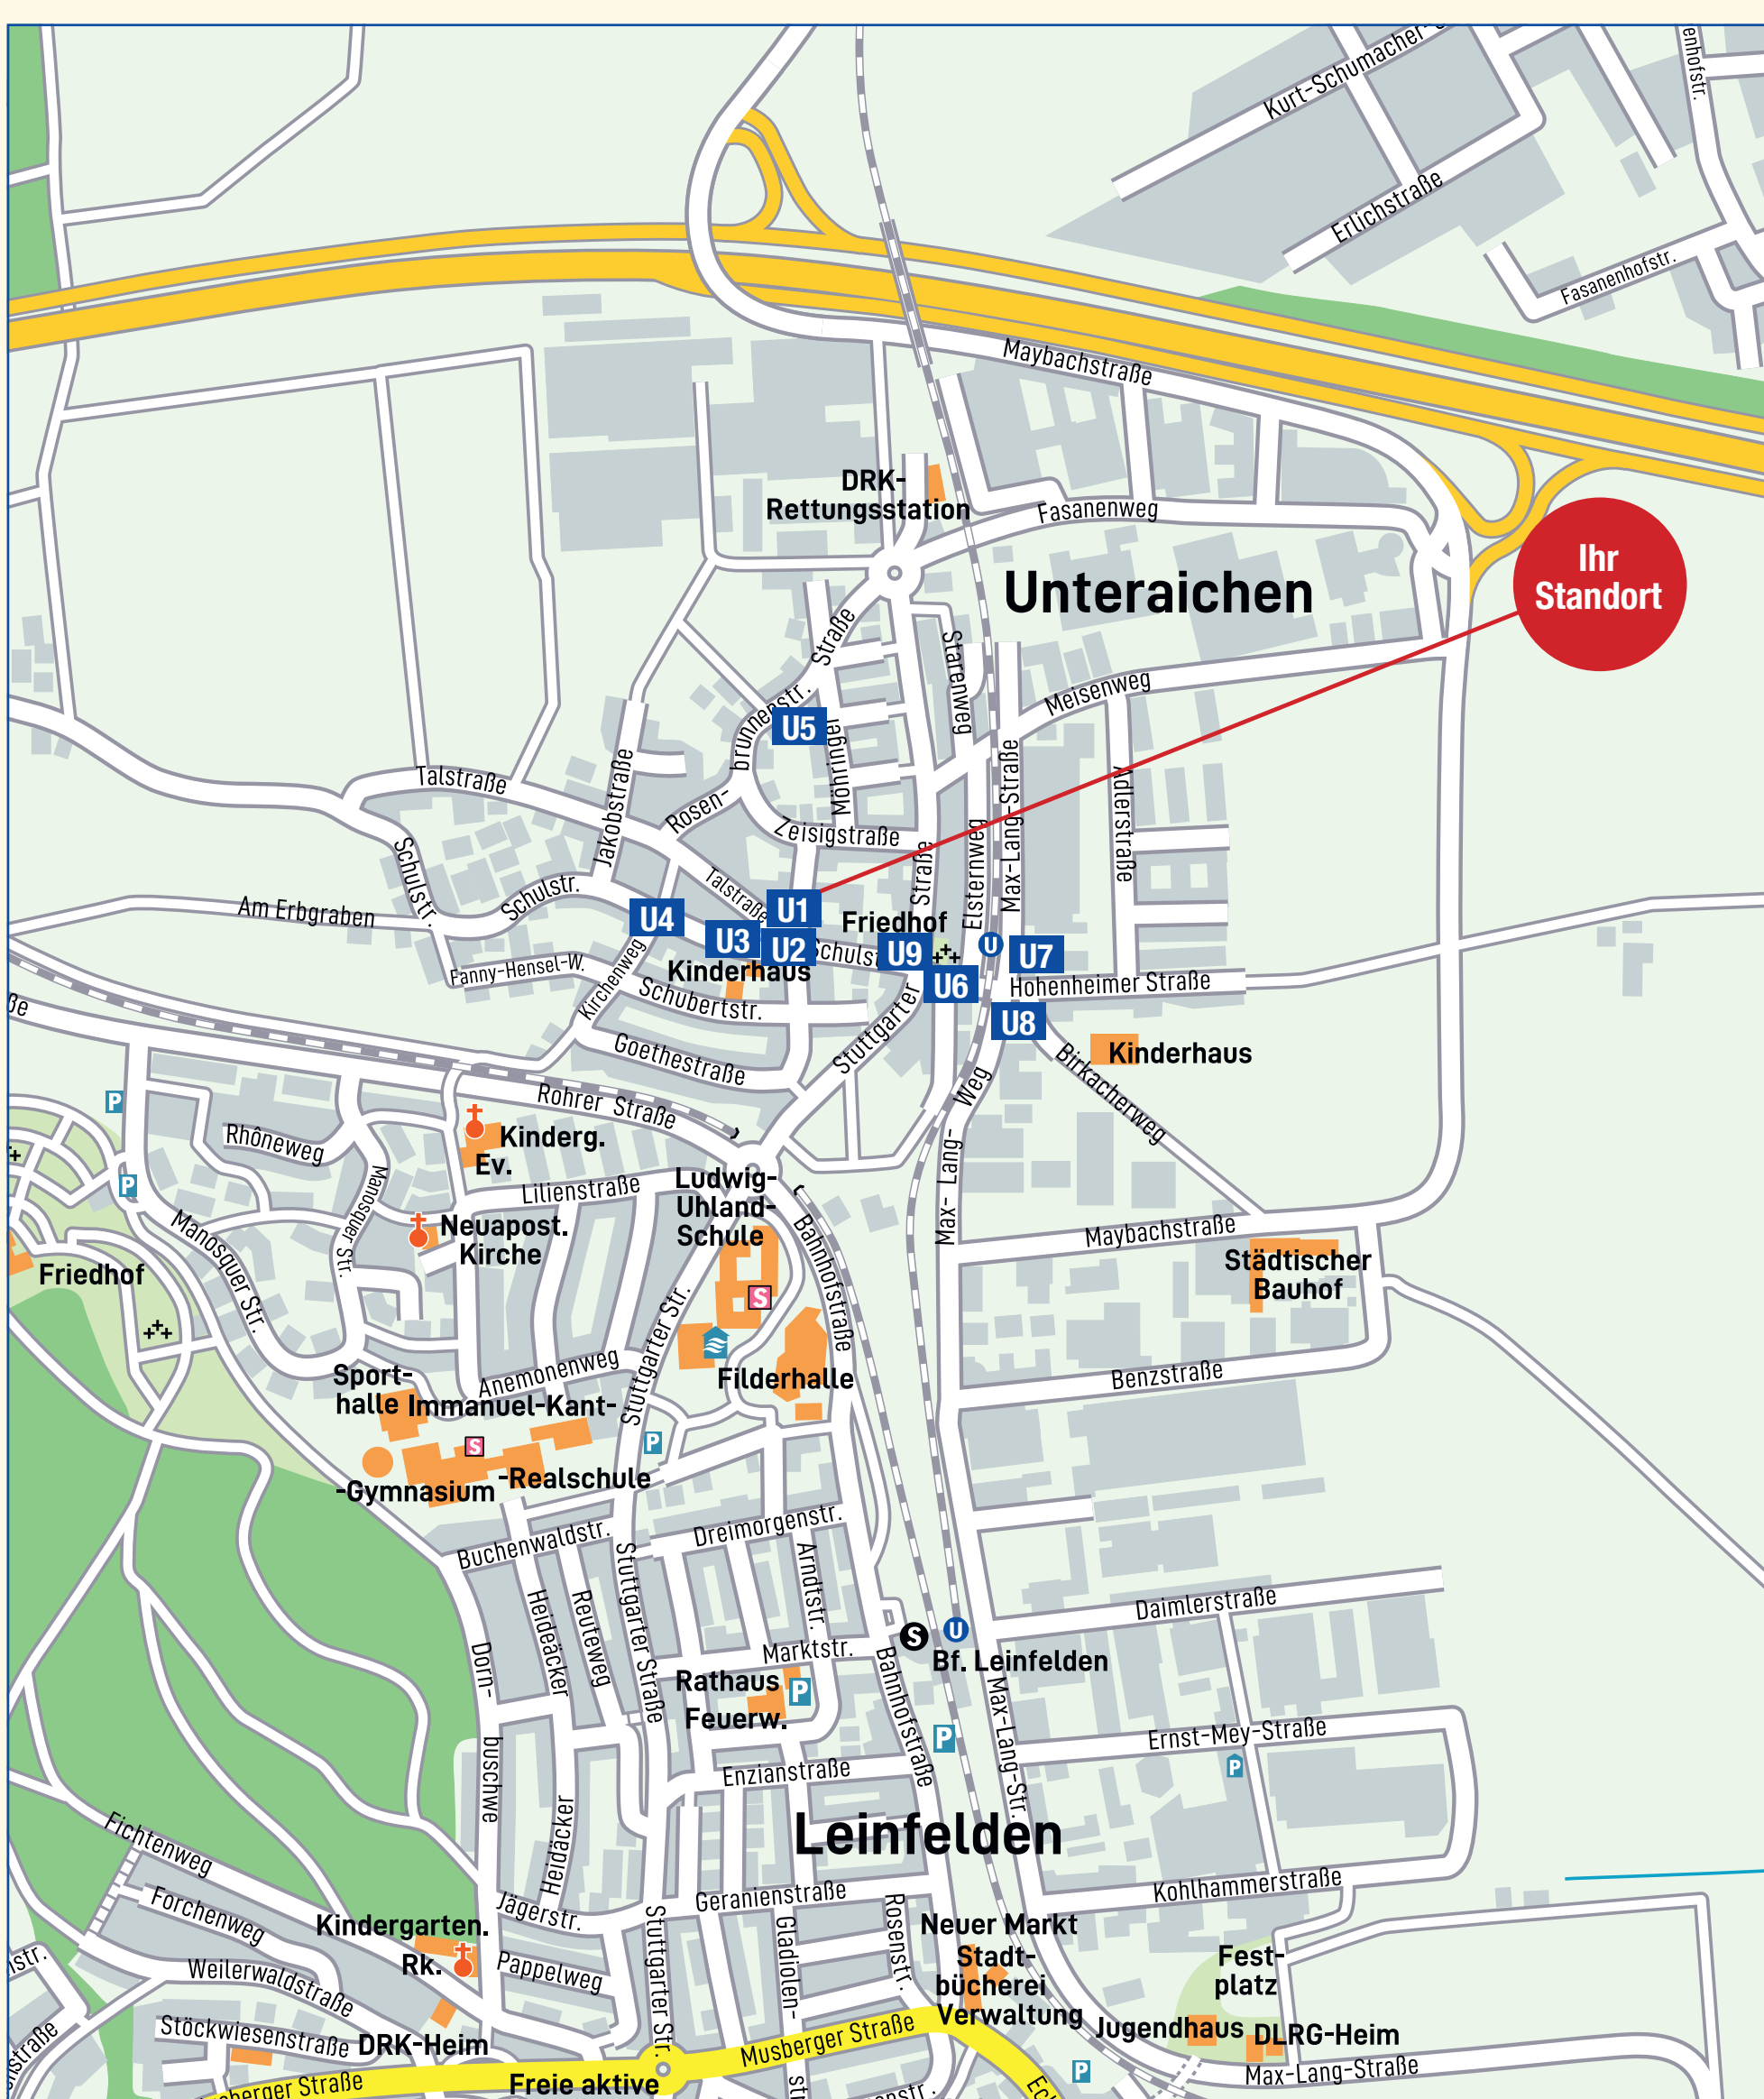 Kurt-Schumacher-
enhofstr.
Erlichstraße
Fasanenhofstr.
Maybachstraße
DRK-
Rettungsstation
Fasanenweg
Unteraichen
Ihr
Standort
Straße
Starenweg
Meisenweg
brunnenstr.
U5
Möhringer
Talstraße
Jakobstraße
Rosen-
Zeisigstraße
Max-Lang-Straße
Adlerstraße
Elsternweg
Straße
Schulstr.
Schulstr.
Talstraße
Am Erbgraben
U4
U1
U3
U2
Friedhof
Schulst
U9
U
U7
Kinderhaus
Fanny-Hensel-W.
Kirchenweg
Schubertstr.
U6
Hohenheimer Straße
ße
Stuttgarter
U8
Goethestraße
Kinderhaus
Birkacherweg
Weg
P
Rohrer Straße
Rhôneweg
Kinderg.
Ev.
Max- Lang-
P
Manosquer Str.
Lilienstraße
Ludwig-
Uhland-
Schule
Neuapost.
Kirche
Manosquer Str.
Bahnhofstraße
Maybachstraße
Städtischer
Bauhof
Friedhof
S
Stuttgarter Str.
Sport-
halle
Immanuel-Kant-
Anemonenweg
Filderhalle
Benzstraße
S
P
-Gymnasium
-Realschule
Buchenwaldstr.
Dreimorgenstr.
Stuttgarter Straße
Arndtstr.
Heideäcker
Reuteweg
Daimlerstraße
S
U
Dorn-
Marktstr.
Bf. Leinfelden
Rathaus
P
Feuerw.
Bahnhofstraße
Max-Lang-Str.
P
Ernst-Mey-Straße
P
buschwe
Enzianstraße
Leinfelden
Fichtenweg
Heidäcker
Kohlhammerstraße
Forchenweg
Jägerstr.
Geranienstraße
Rosenstr.
Kindergarten.
Rk.
Stuttgarter Str.
Gladiolen-
Neuer Markt
Stadt-
bücherei
Verwaltung
Fest-
platz
Pappelweg
Weilerwaldstraße
Stöckwiesenstraße
DRK-Heim
Musberger Straße
Jugendhaus
DLRG-Heim
Max-Lang-Straße
P
berger Straße
Freie aktive